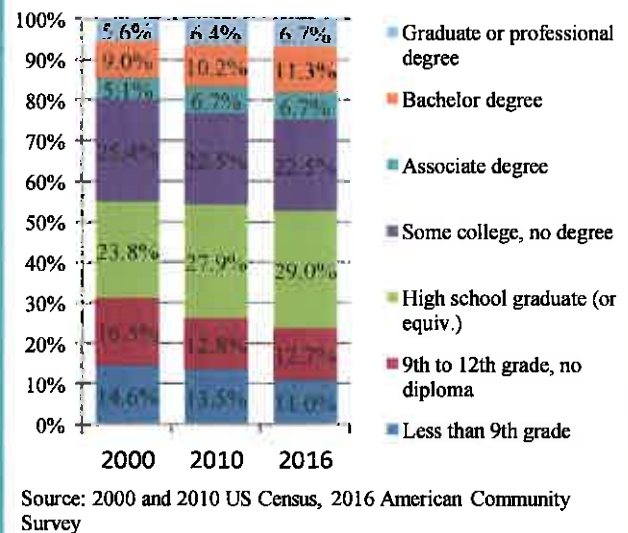 100%
90%
80%
70%
60%
50%
40%
30%
20%
10%
0%
5.6% 6.4% 6.7%
9.0% 10.2% 11.3%
5.1% 6.7% 6.7%
25.4% 22.5% 22.5%
23.8% 27.9% 29.0%
16.5% 12.8% 12.7%
14.6% 13.5% 11.0%
2000 2010 2016
Graduate or professional
degree
Bachelor degree
Associate degree
Some college, no degree
High school graduate (or
equiv.)
9th to 12th grade, no
diploma
Less than 9th grade
Source: 2000 and 2010 US Census, 2016 American Community
Survey